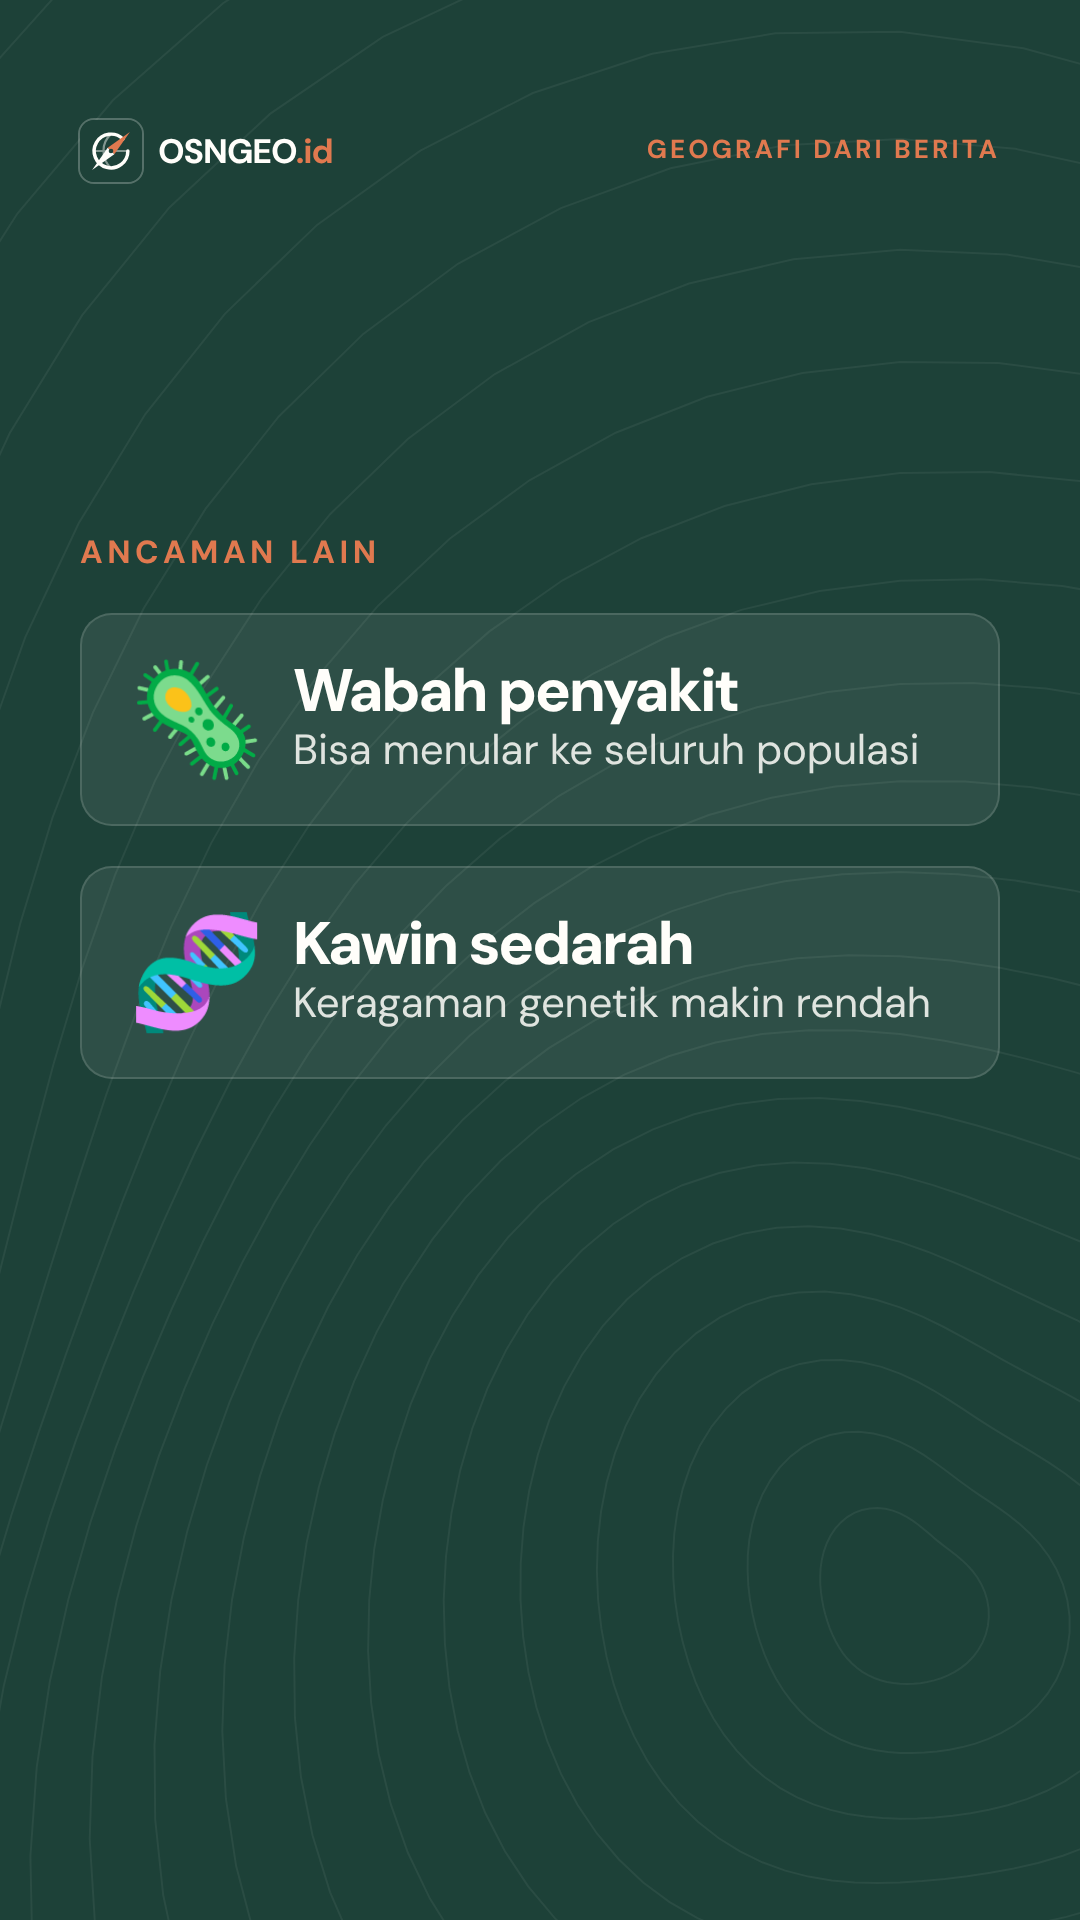 OSNGEO.id
GEOGRAFI DARI BERITA
ANCAMAN LAIN
Wabah penyakit
Bisa menular ke seluruh populasi
Kawin sedarah
Keragaman genetik makin rendah